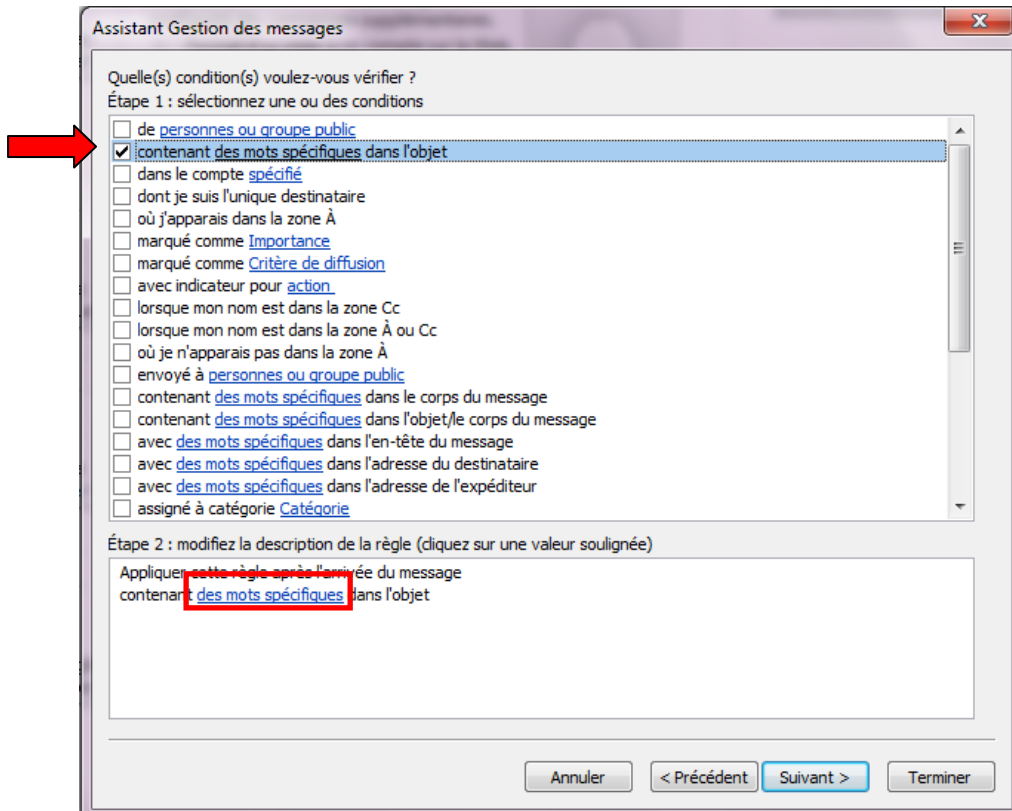 Assistant Gestion des messages
Quelle(s) condition(s) voulez-vous vérifier ?
Étape 1 : sélectionnez une ou des conditions
de personnes ou groupe public
contenant des mots spécifiques dans l'objet
dans le compte spécifié
dont je suis l'unique destinataire
où j'apparais dans la zone À
marqué comme Importance
marqué comme Critère de diffusion
avec indicateur pour action
lorsque mon nom est dans la zone Cc
lorsque mon nom est dans la zone À ou Cc
où je n'apparais pas dans la zone À
envoyé à personnes ou groupe public
contenant des mots spécifiques dans le corps du message
contenant des mots spécifiques dans l'objet/le corps du message
avec des mots spécifiques dans l'en-tête du message
avec des mots spécifiques dans l'adresse du destinataire
avec des mots spécifiques dans l'adresse de l'expéditeur
assigné à catégorie Catégorie
Étape 2 : modifiez la description de la règle (cliquez sur une valeur soulignée)
Appliquer cette règle après l'arrivée du message
contenant des mots spécifiques dans l'objet
Annuler < Précédent Suivant > Terminer